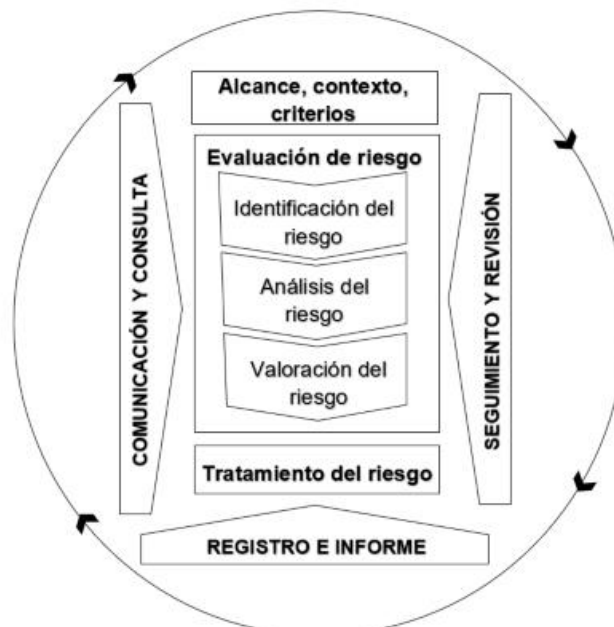 Alcance, contexto,
criterios
Evaluación de riesgo
Identificación del
riesgo
Análisis del
riesgo
Valoración del
riesgo
Tratamiento del riesgo
COMUNICACIÓN Y CONSULTA
SEGUIMIENTO Y REVISIÓN
REGISTRO E INFORME